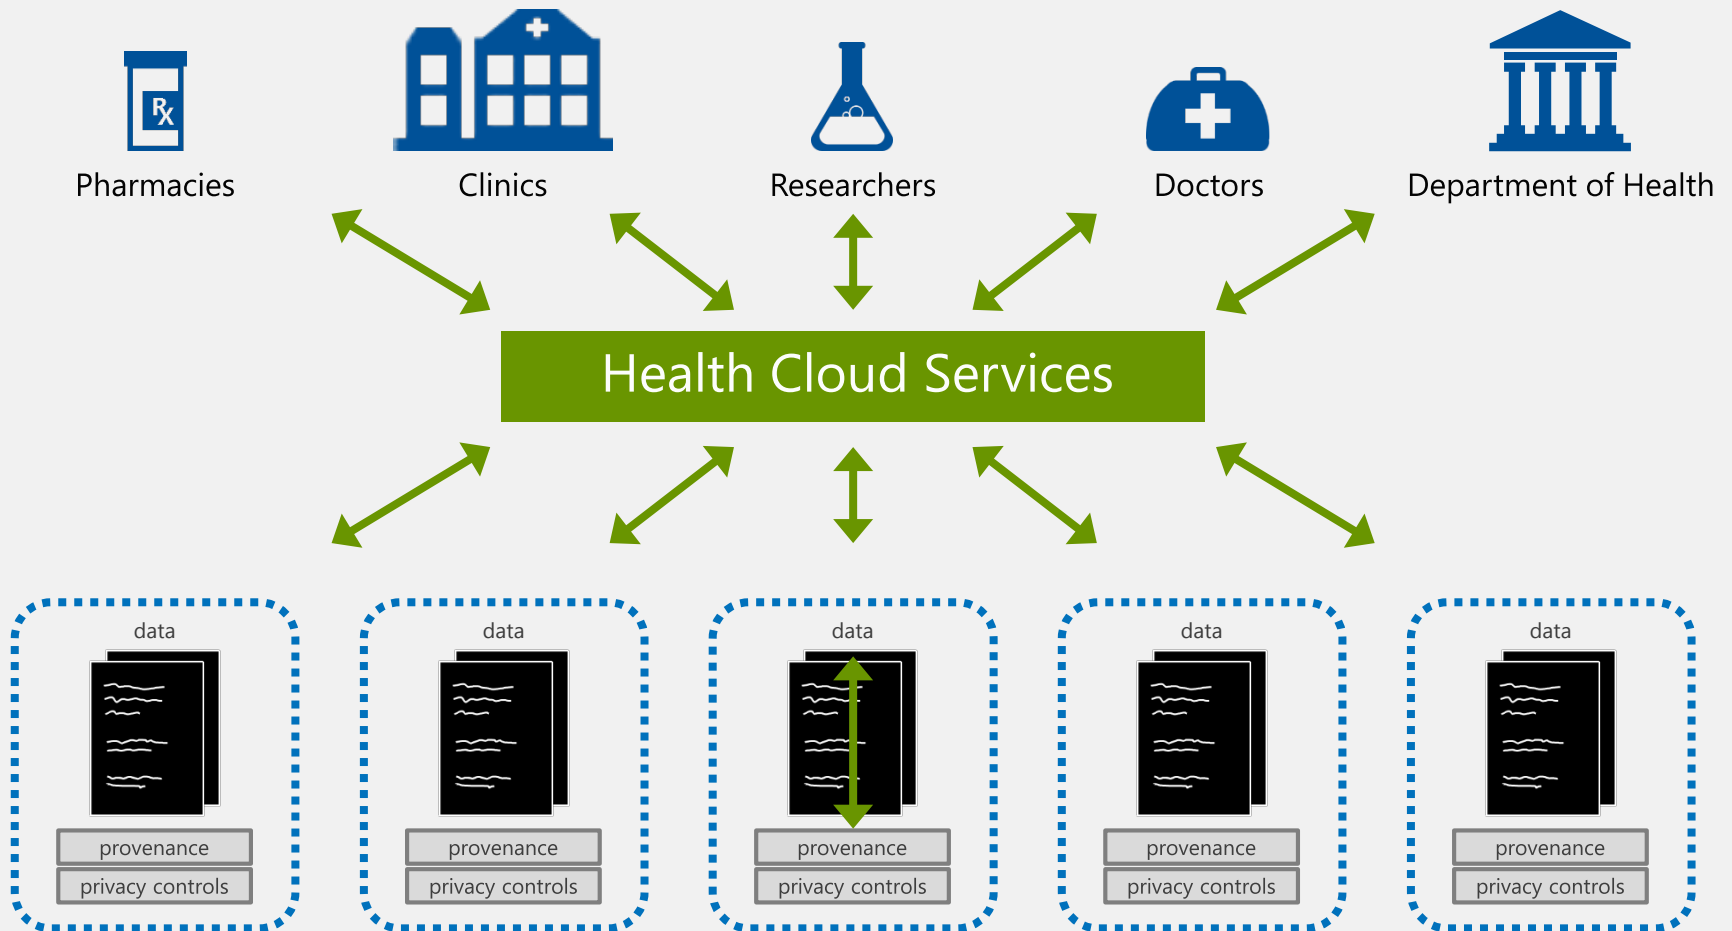 Rx
Pharmacies
Clinics
Researchers
Doctors
Department of Health
Health Cloud Services
data
data
data
data
data
provenance
provenance
provenance
provenance
provenance
privacy controls
privacy controls
privacy controls
privacy controls
privacy controls